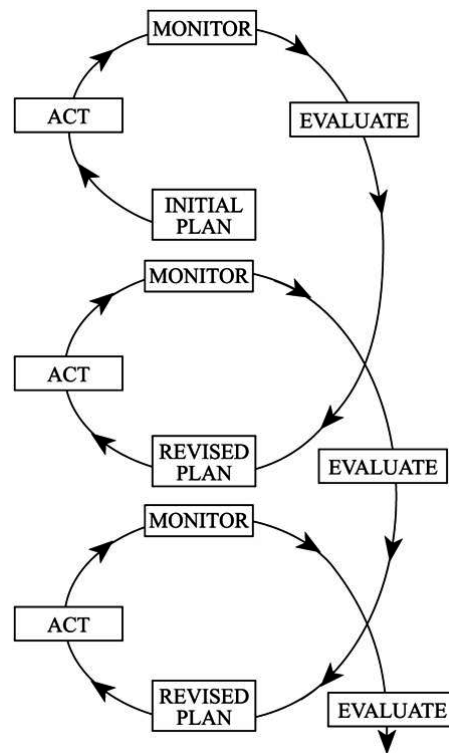 MONITOR
ACT
EVALUATE
INITIAL
PLAN
MONITOR
ACT
REVISED
PLAN
EVALUATE
MONITOR
ACT
REVISED
PLAN
EVALUATE